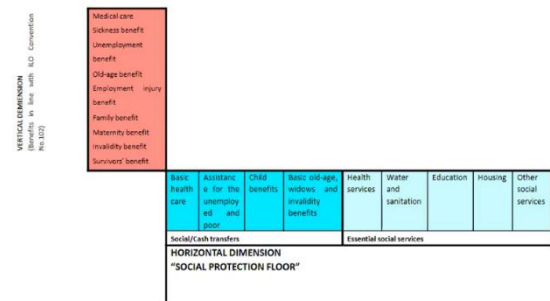 VERTICAL DEMIENSION
(Benefits in line with ILO Convention
No.102)
Medical care
Sickness benefit
Unemployment
benefit
Old-age benefit
Employment injury
benefit
Family benefit
Maternity benefit
Invalidity benefit
Survivors' benefit
Basic
health
care
Assistanc
e for the
unemploy
ed and
poor
Child
benefits
Basic old-age,
widows and
invalidity
benefits
Health
services
Water
and
sanitation
Education
Housing
Other
social
services
Social/Cash transfers
Essential social services
HORIZONTAL DIMENSION
"SOCIAL PROTECTION FLOOR"